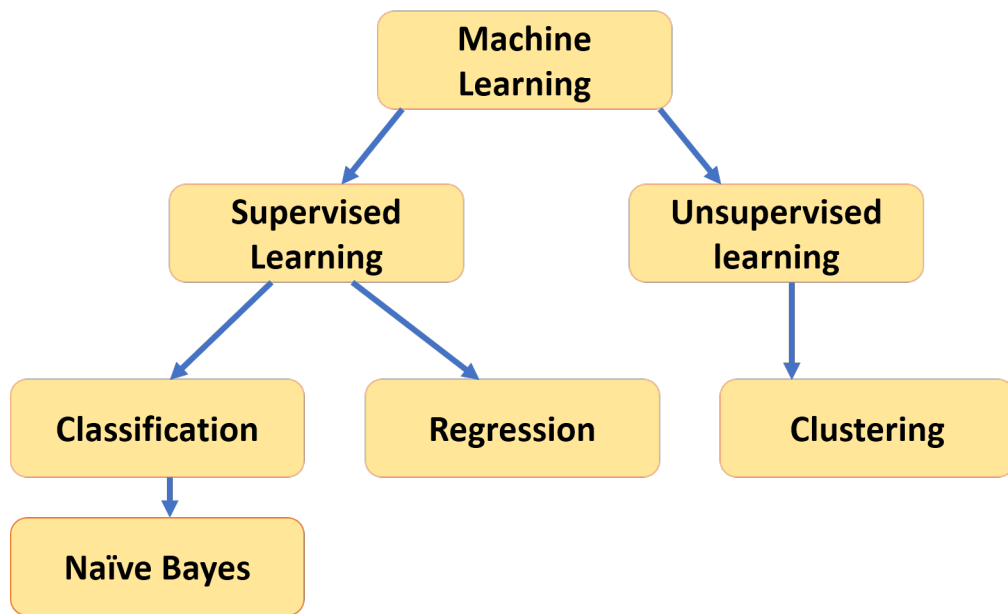 Machine
Learning
Supervised
Learning
Unsupervised
learning
Classification
Regression
Clustering
Naïve Bayes